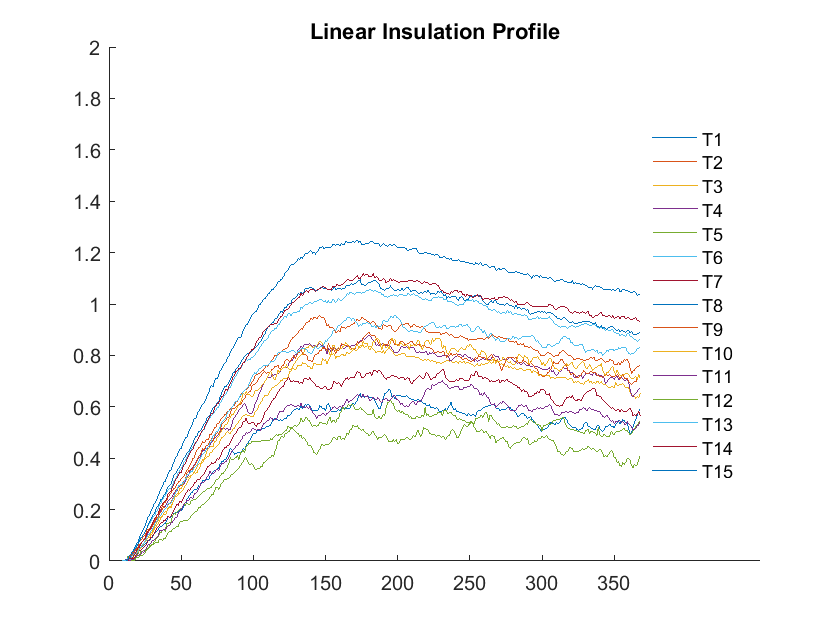 Linear Insulation Profile
2
1.8
1.6
1.4
1.2
1
0.8
0.6
0.4
0.2
0
0 50 100 150 200 250 300 350
T1
T2
T3
T4
T5
T6
T7
T8
T9
T10
T11
T12
T13
T14
T15